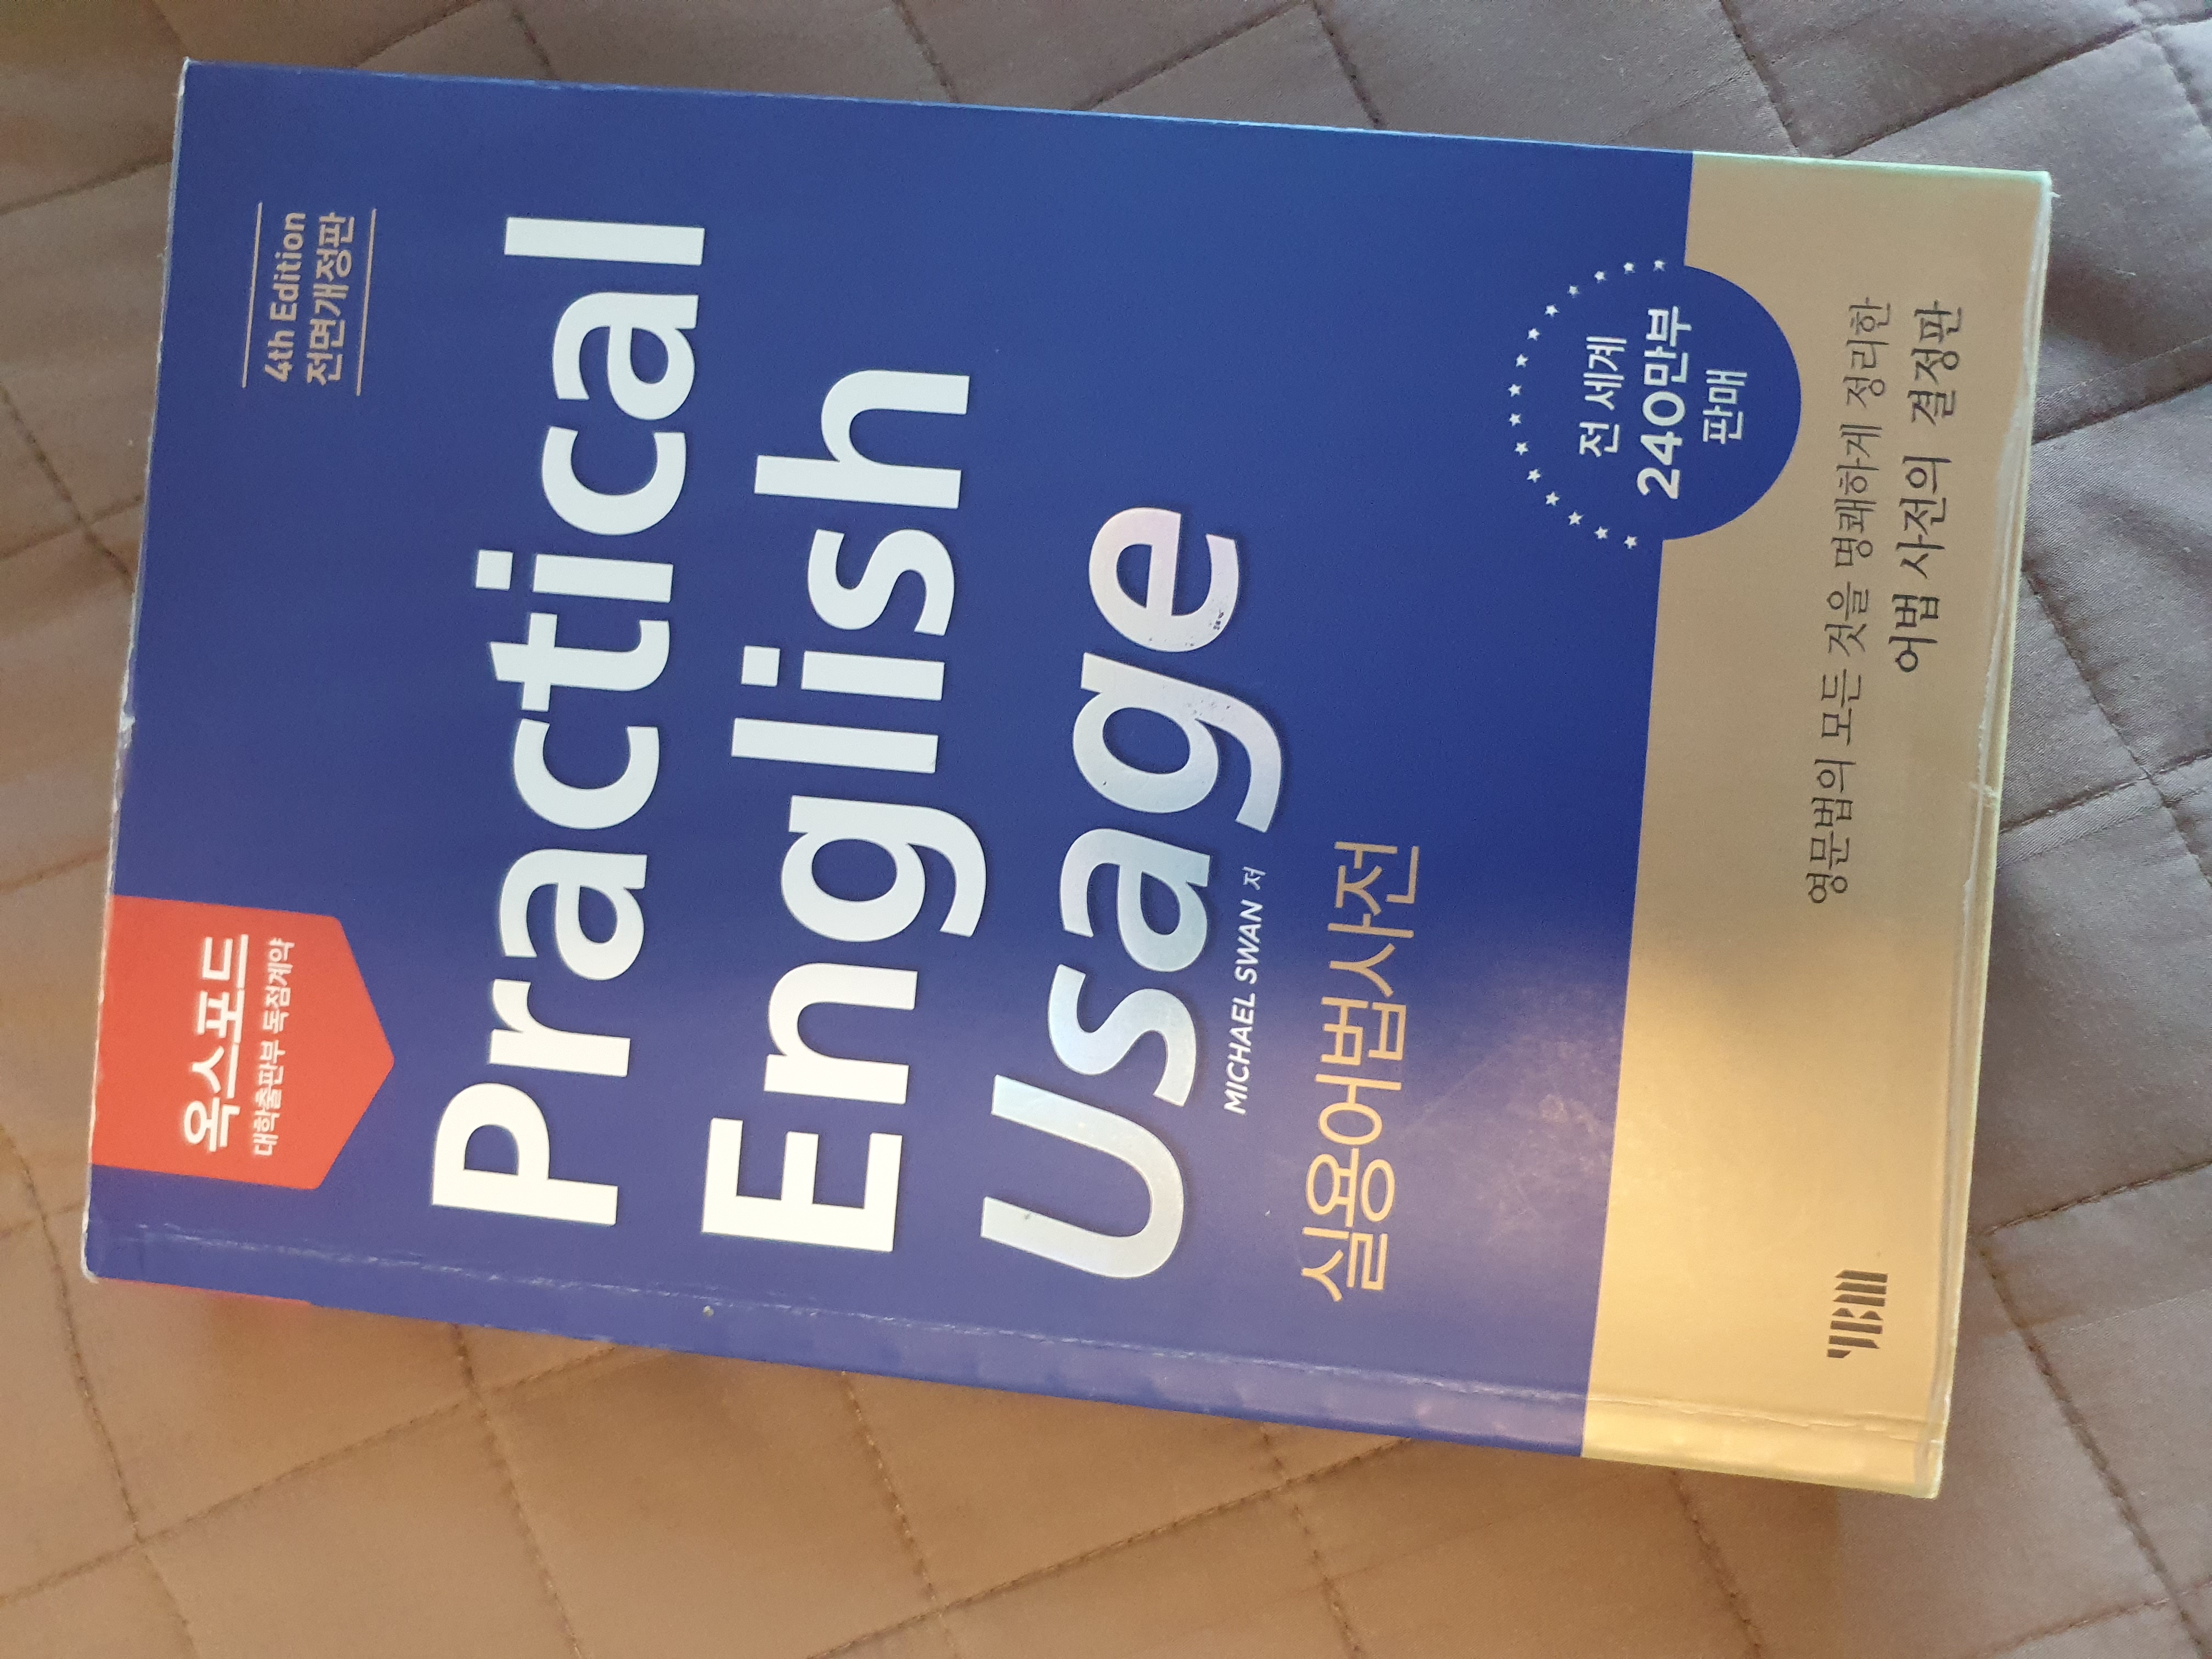 옥스포드
대학출판부 독점계약
4th Edition
전면개정판
Practical
English
Usage
MICHAEL SWAN 저
실용어법사전
전 세계
240만부
판매
영문법의 모든 것을 명쾌하게 정리한
어법 사전의 결정판
YBM